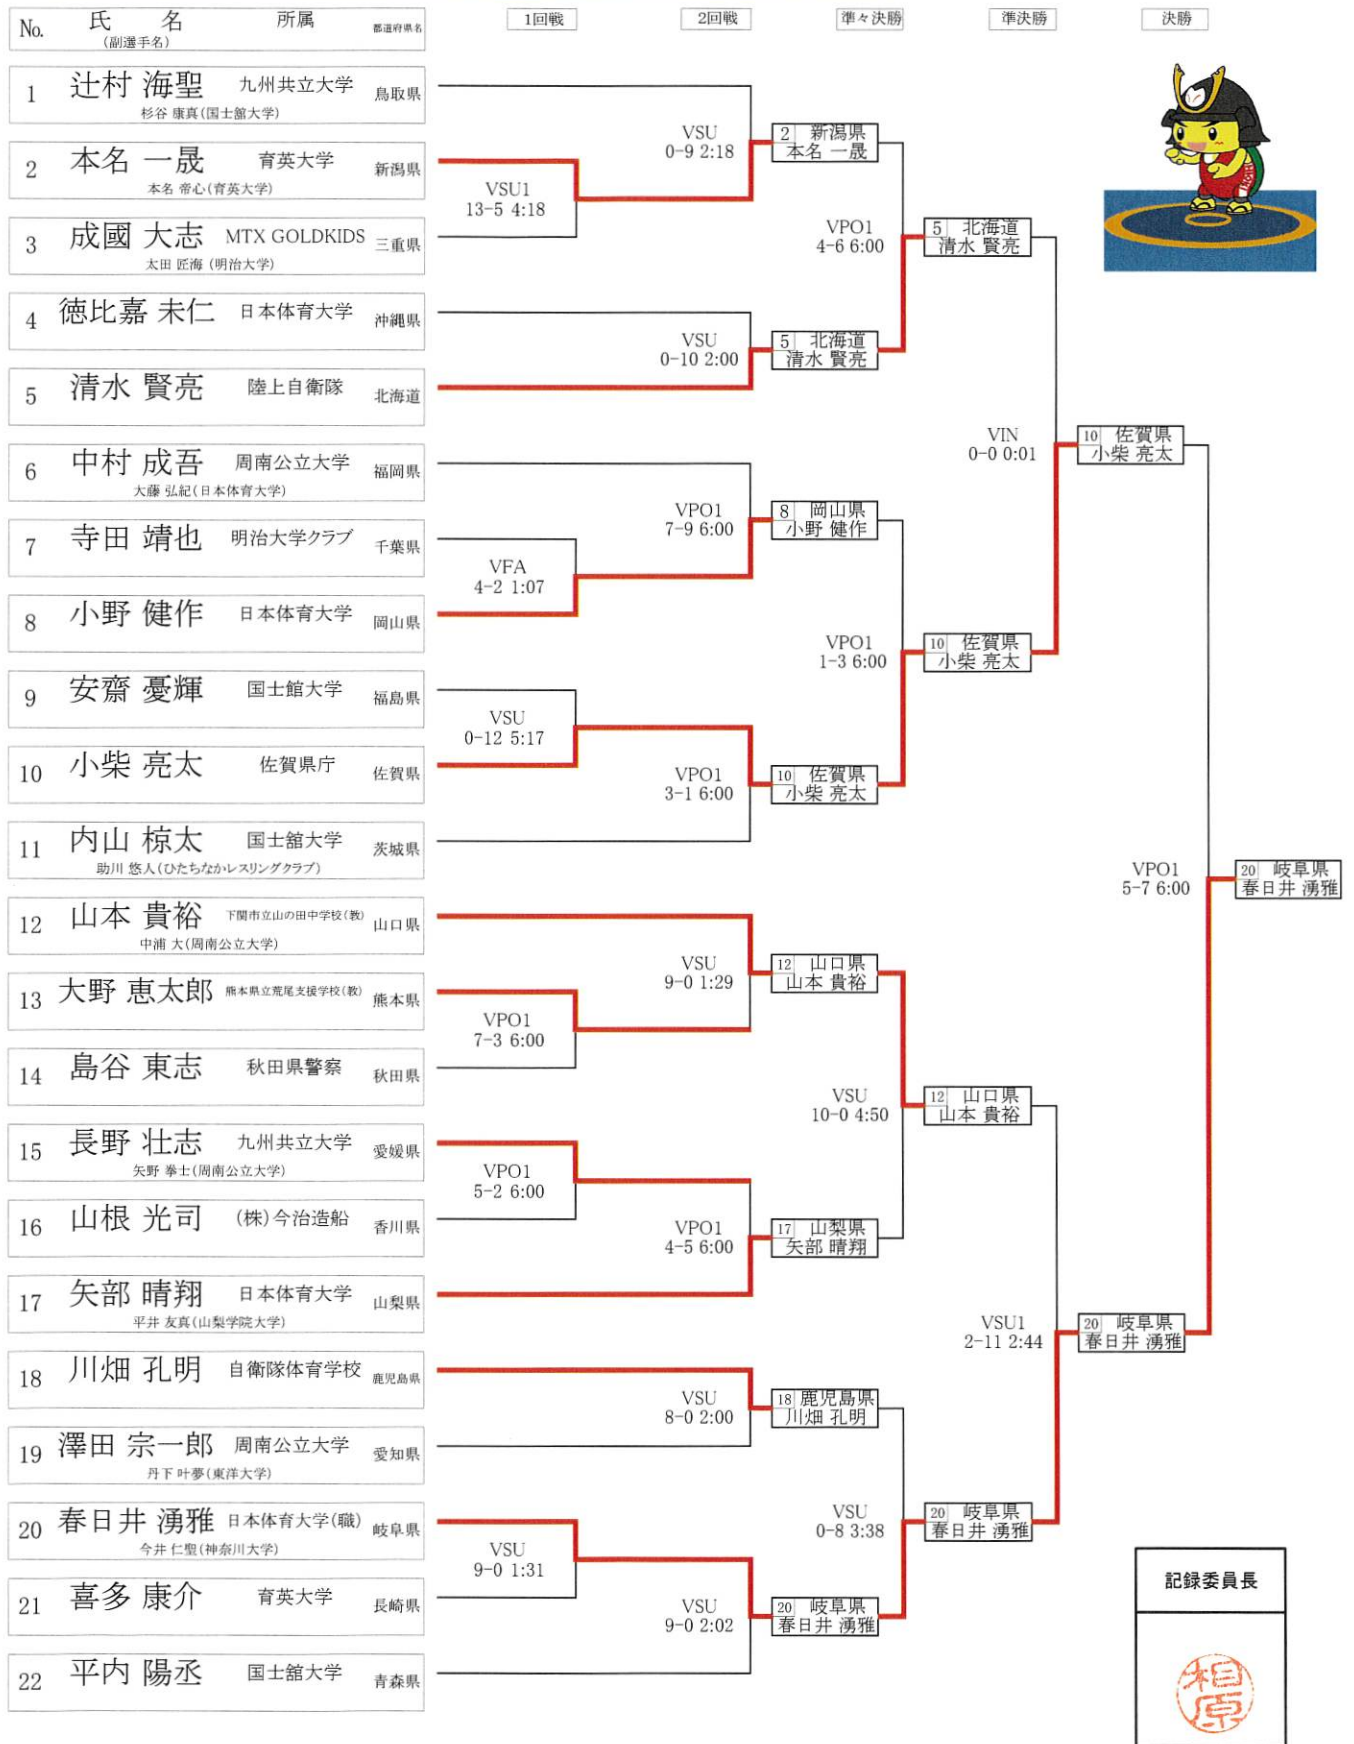 No. 氏 名 所属 都道府県名 1回戦 2回戦 準々決勝 準決勝 決勝
(副選手名)
1 辻村 海聖 九州共立大学 鳥取県
杉谷 康真(国士舘大学)
2 本名 一晟 育英大学 新潟県
本名 帝心(育英大学)
3 成國 大志 MTX GOLDKIDS 三重県
太田 匠海 (明治大学)
4 徳比嘉 未仁 日本体育大学 沖縄県
5 清水 賢亮 陸上自衛隊 北海道
6 中村 成吾 周南公立大学 福岡県
大藤 弘紀(日本体育大学)
7 寺田 靖也 明治大学クラブ 千葉県
8 小野 健作 日本体育大学 岡山県
9 安齋 憂輝 国士館大学 福島県
10 小柴 亮太 佐賀県庁 佐賀県
11 内山 椋太 国士舘大学 茨城県
助川 悠人(ひたちなかレスリングクラブ)
12 山本 貴裕 下関市立山の田中学校(教) 山口県
中浦 大(周南公立大学)
13 大野 恵太郎 熊本県立荒尾支援学校(教) 熊本県
14 島谷 東志 秋田県警察 秋田県
15 長野 壮志 九州共立大学 愛媛県
矢野 拳士(周南公立大学)
16 山根 光司 (株)今治造船 香川県
17 矢部 晴翔 日本体育大学 山梨県
平井 友真(山梨学院大学)
18 川畑 孔明 自衛隊体育学校 鹿児島県
19 澤田 宗一郎 周南公立大学 愛知県
丹下 叶夢(東洋大学)
20 春日井 湧雅 日本体育大学(職) 岐阜県
今井 仁聖(神奈川大学)
21 喜多 康介 育英大学 長崎県
22 平内 陽丞 国士舘大学 青森県
VSU1
13-5 4:18
VFA
4-2 1:07
VSU
0-12 5:17
VPO1
7-3 6:00
VPO1
5-2 6:00
VSU
9-0 1:31
VSU
0-9 2:18
VSU
0-10 2:00
VPO1
7-9 6:00
VPO1
3-1 6:00
VSU
9-0 1:29
VPO1
4-5 6:00
VSU
8-0 2:00
VSU
9-0 2:02
2 新潟県
本名 一晟
5 北海道
清水 賢亮
8 岡山県
小野 健作
10 佐賀県
小柴 亮太
12 山口県
山本 貴裕
17 山梨県
矢部 晴翔
18 鹿児島県
川畑 孔明
20 岐阜県
春日井 湧雅
VPO1
4-6 6:00
VPO1
1-3 6:00
VSU
10-0 4:50
VSU
0-8 3:38
5 北海道
清水 賢亮
10 佐賀県
小柴 亮太
12 山口県
山本 貴裕
20 岐阜県
春日井 湧雅
VIN
0-0 0:01
VSU1
2-11 2:44
10 佐賀県
小柴 亮太
20 岐阜県
春日井 湧雅
VPO1
5-7 6:00
20 岐阜県
春日井 湧雅
記録委員長
相原